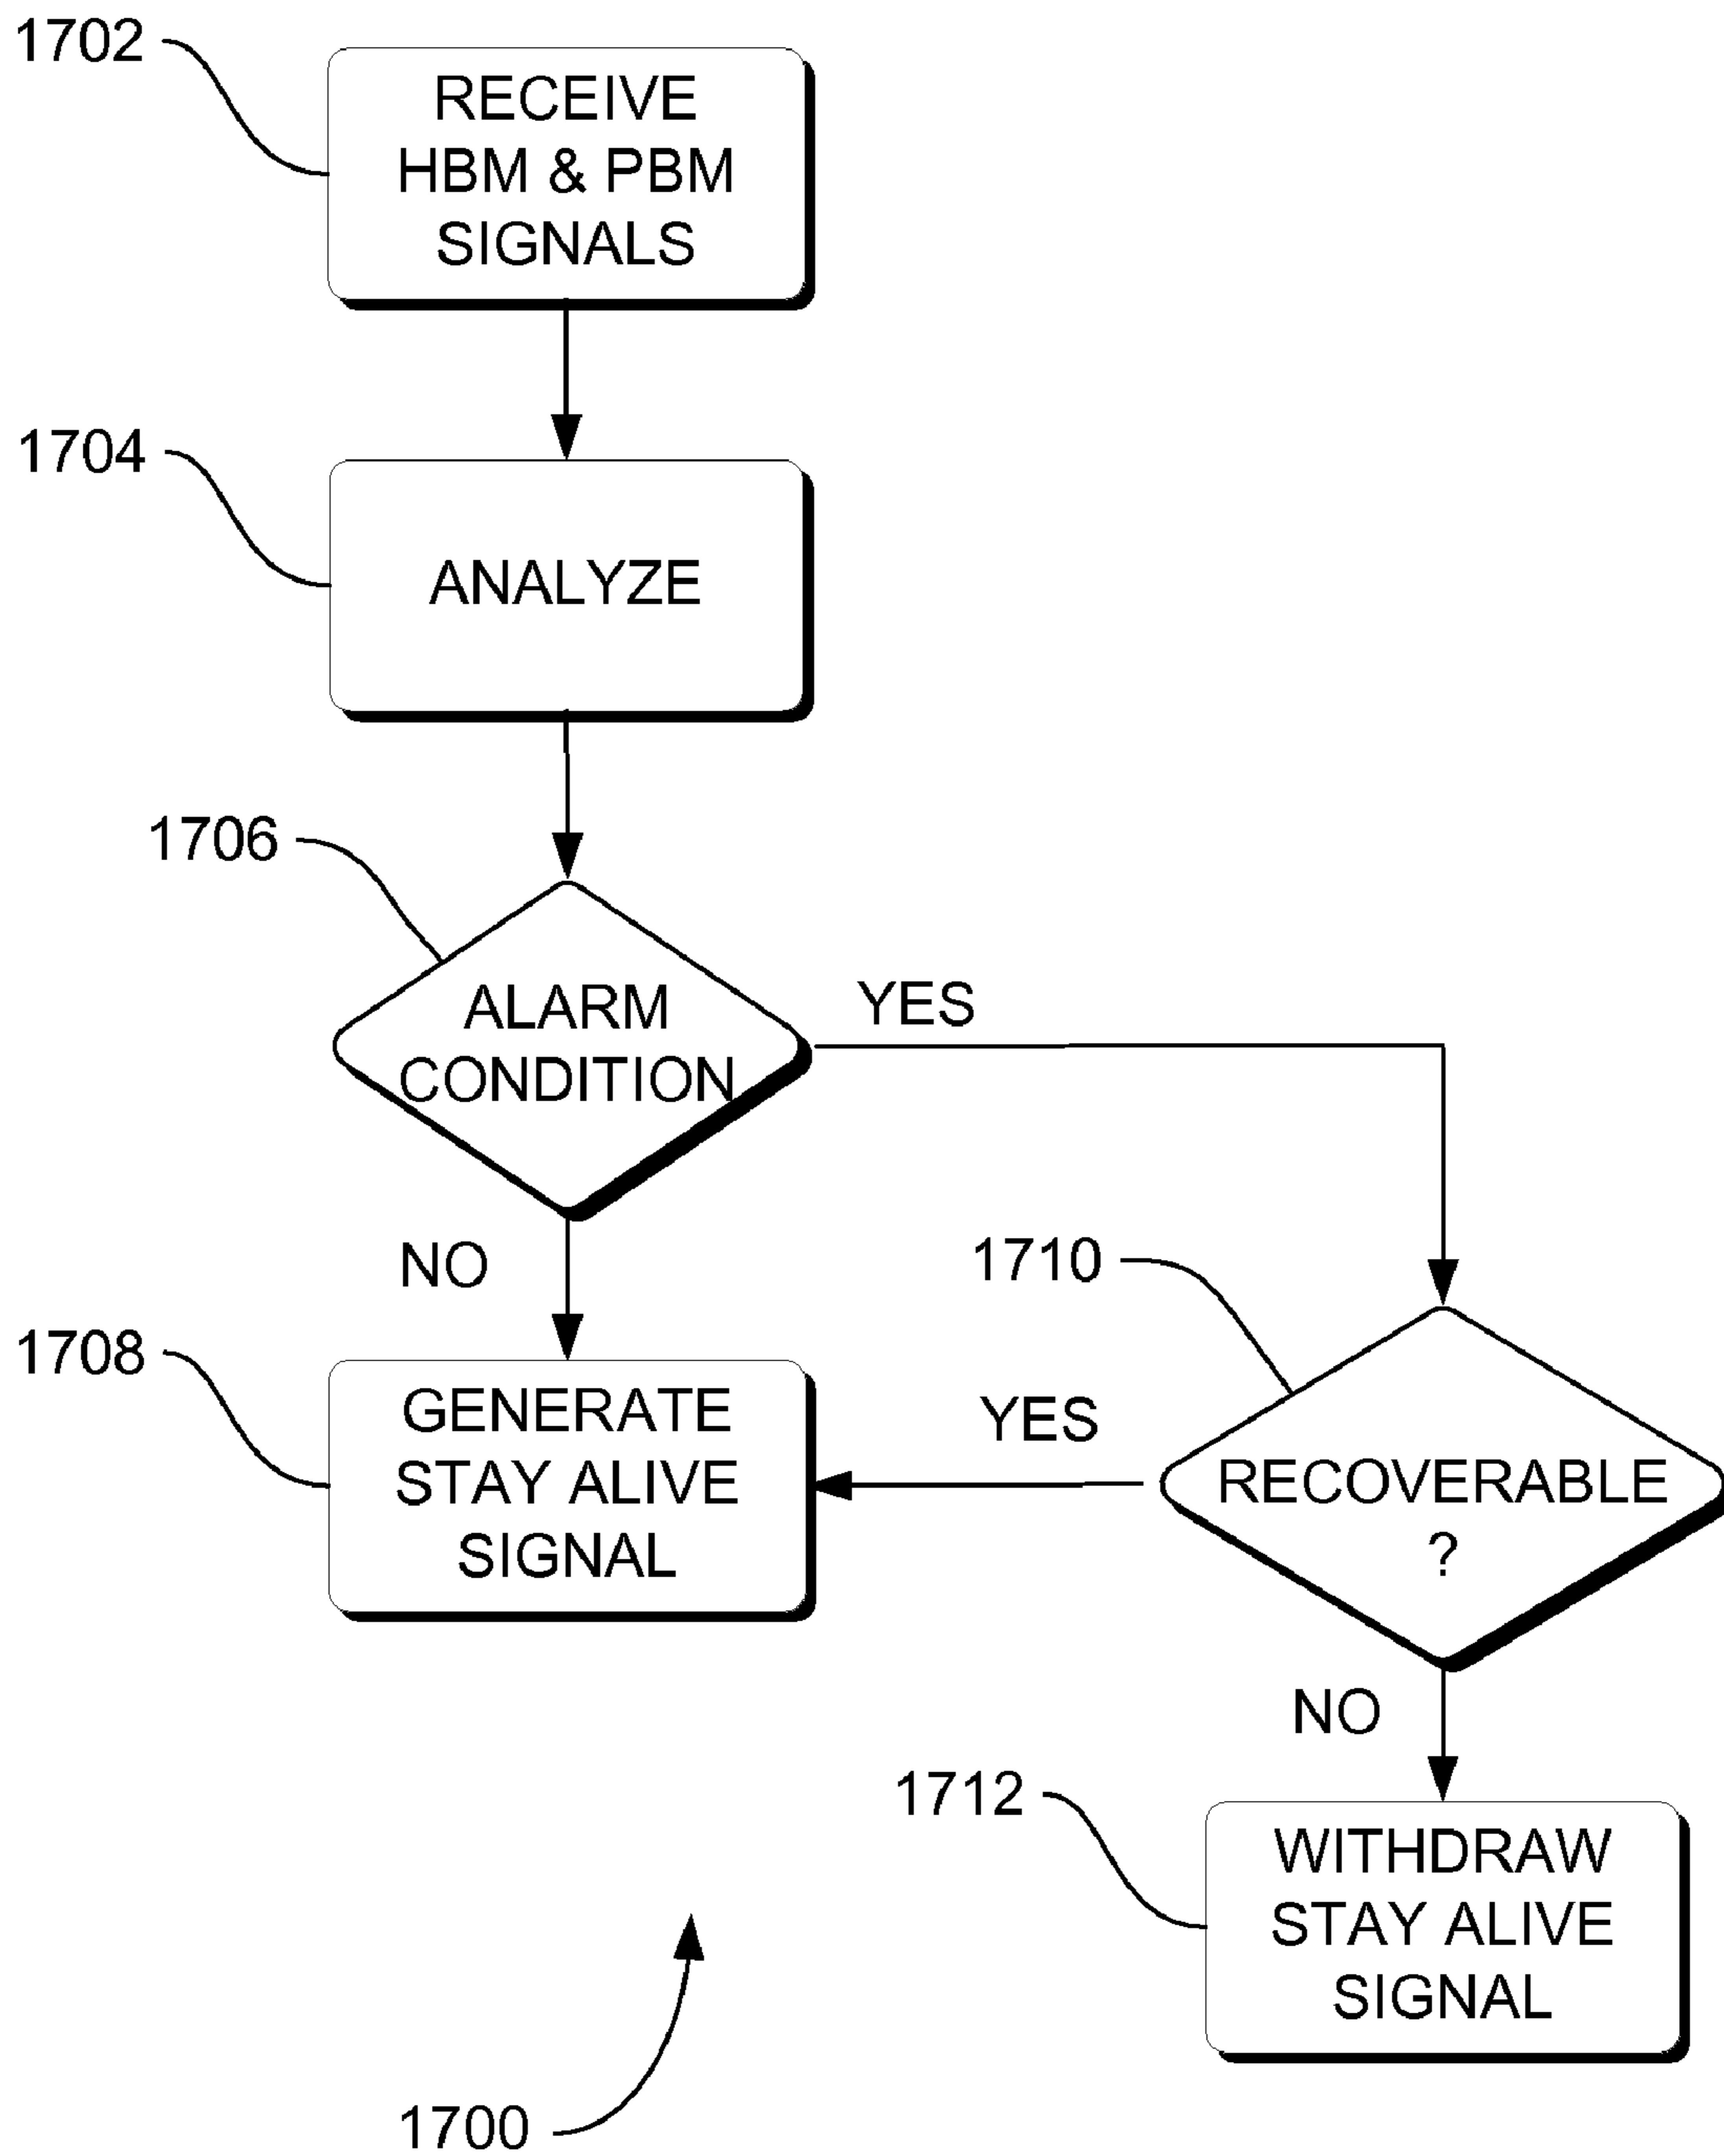 1702
RECEIVE
HBM & PBM
SIGNALS
1704
ANALYZE
1706
ALARM
CONDITION
YES
NO
1710
1708
GENERATE
STAY ALIVE
SIGNAL
YES
RECOVERABLE
?
NO
1712
WITHDRAW
STAY ALIVE
SIGNAL
1700